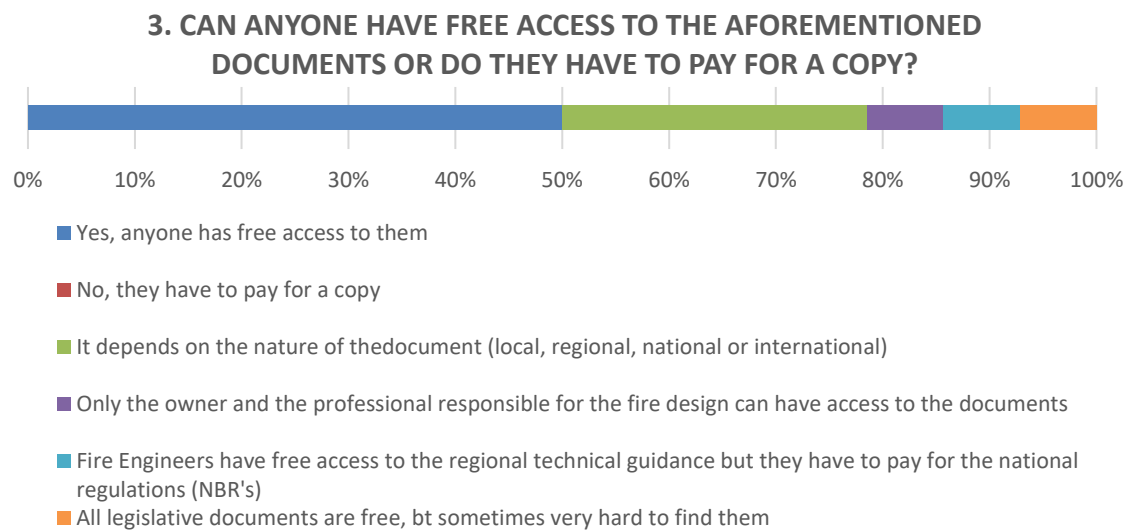 3. CAN ANYONE HAVE FREE ACCESS TO THE AFOREMENTIONED
DOCUMENTS OR DO THEY HAVE TO PAY FOR A COPY?
0% 10% 20% 30% 40% 50% 60% 70% 80% 90% 100%
Yes, anyone has free access to them
No, they have to pay for a copy
It depends on the nature of thedocument (local, regional, national or international)
Only the owner and the professional responsible for the fire design can have access to the documents
Fire Engineers have free access to the regional technical guidance but they have to pay for the national
regulations (NBR's)
All legislative documents are free, bt sometimes very hard to find them